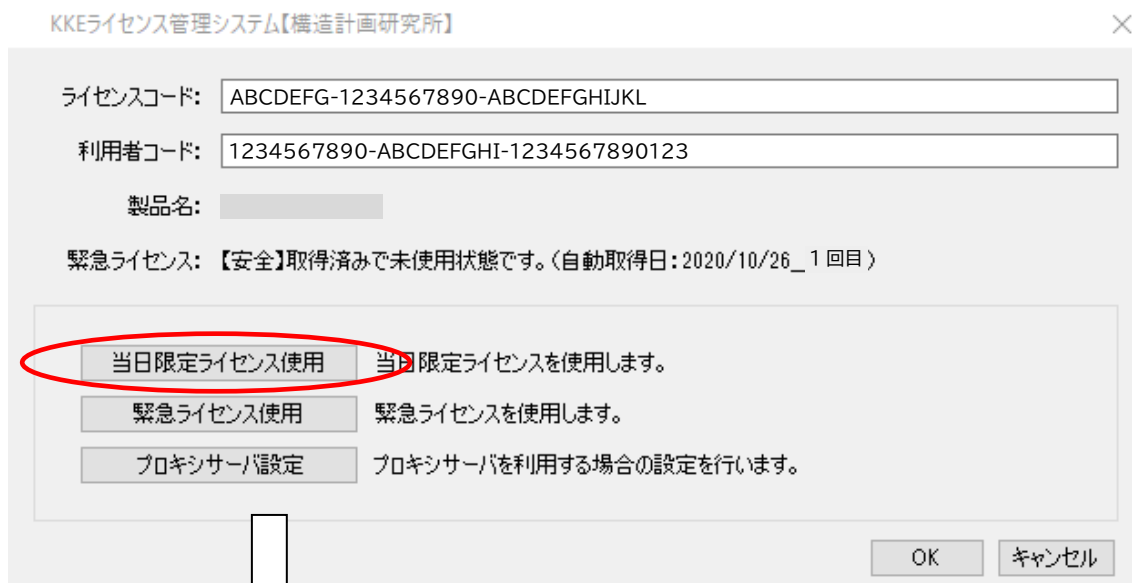 KKEライセンス管理システム【構造計画研究所】
ライセンスコード: ABCDEFG-1234567890-ABCDEFGHIJKL
利用者コード: 1234567890-ABCDEFGHI-1234567890123
製品名:
緊急ライセンス: 【安全】取得済みで未使用状態です。(自動取得日:2020/10/26_1回目)
当日限定ライセンス使用 当日限定ライセンスを使用します。
緊急ライセンス使用 緊急ライセンスを使用します。
プロキシサーバ設定 プロキシサーバを利用する場合の設定を行います。
OK キャンセル